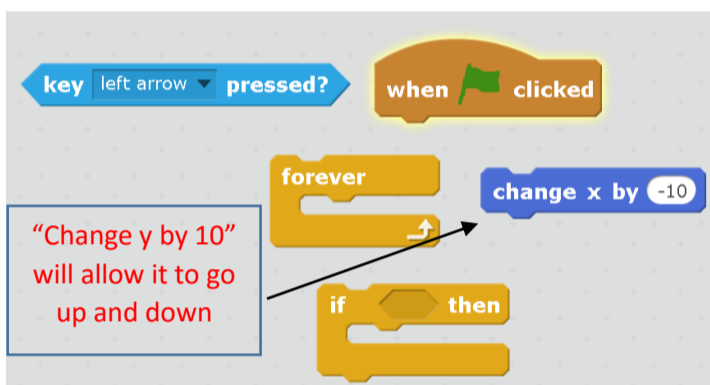 key left arrow pressed?
when clicked
forever
change x by -10
“Change y by 10”
will allow it to go
up and down
if then